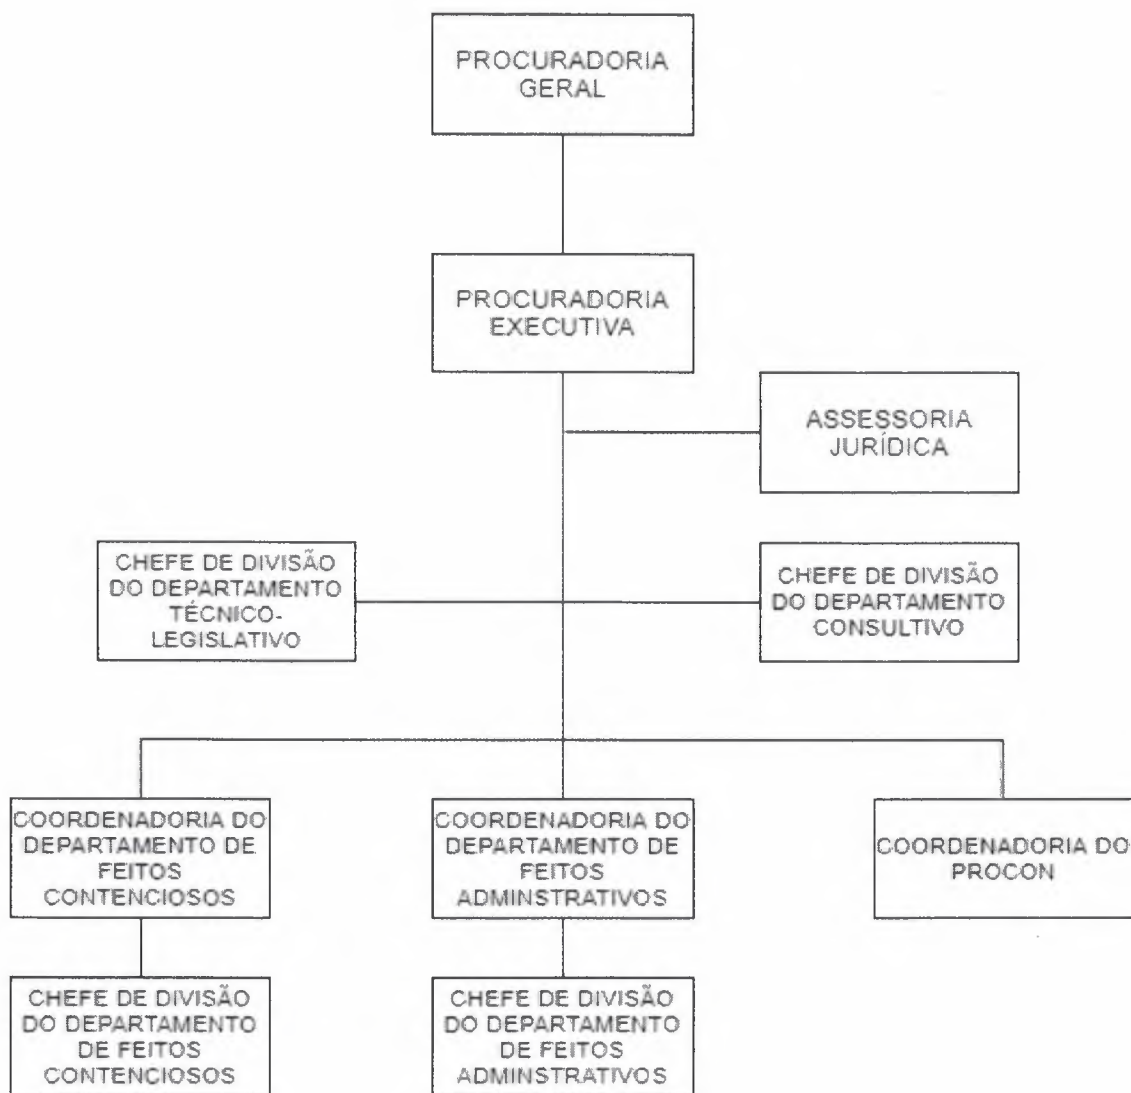 PROCURADORIA
GERAL
PROCURADORIA
EXECUTIVA
ASSESSORIA
JURÍDICA
CHEFE DE DIVISÃO
DO DEPARTAMENTO
TÉCNICO-
LEGISLATIVO
CHEFE DE DIVISÃO
DO DEPARTAMENTO
CONSULTIVO
COORDENADORIA DO
DEPARTAMENTO DE
FEITOS
CONTENCIOSOS
COORDENADORIA DO
DEPARTAMENTO DE
FEITOS
ADMINSTRATIVOS
COORDENADORIA DO
PROCON
CHEFE DE DIVISÃO
DO DEPARTAMENTO
DE FEITOS
CONTENCIOSOS
CHEFE DE DIVISÃO
DO DEPARTAMENTO
DE FEITOS
ADMINSTRATIVOS